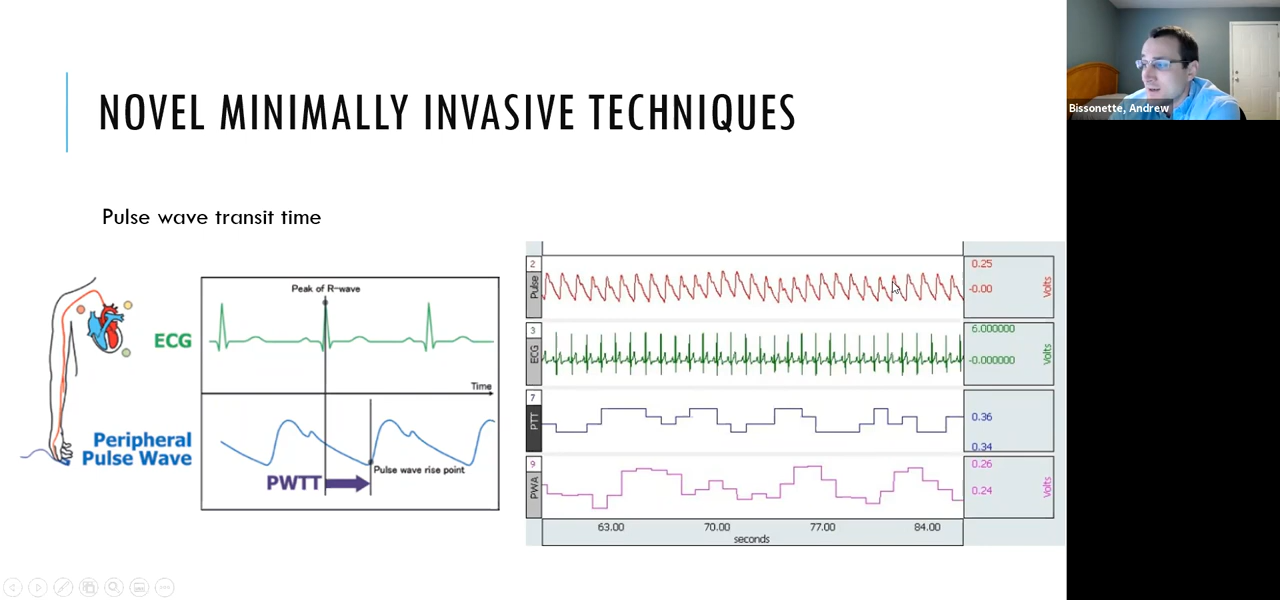 Bissonette, Andrew
NOVEL MINIMALLY INVASIVE TECHNIQUES
Pulse wave transit time
Peak of R-wave
ECG
Time
Peripheral
Pulse Wave
Pulse wave rise point
PWTT
2
Pulse
0.25
-0.00
Volts
3
ECG
6.000000
-0.000000
Volts
7
PTT
0.36
0.34
9
PWA
0.26
0.24
Volts
63.00
70.00
77.00
84.00
seconds